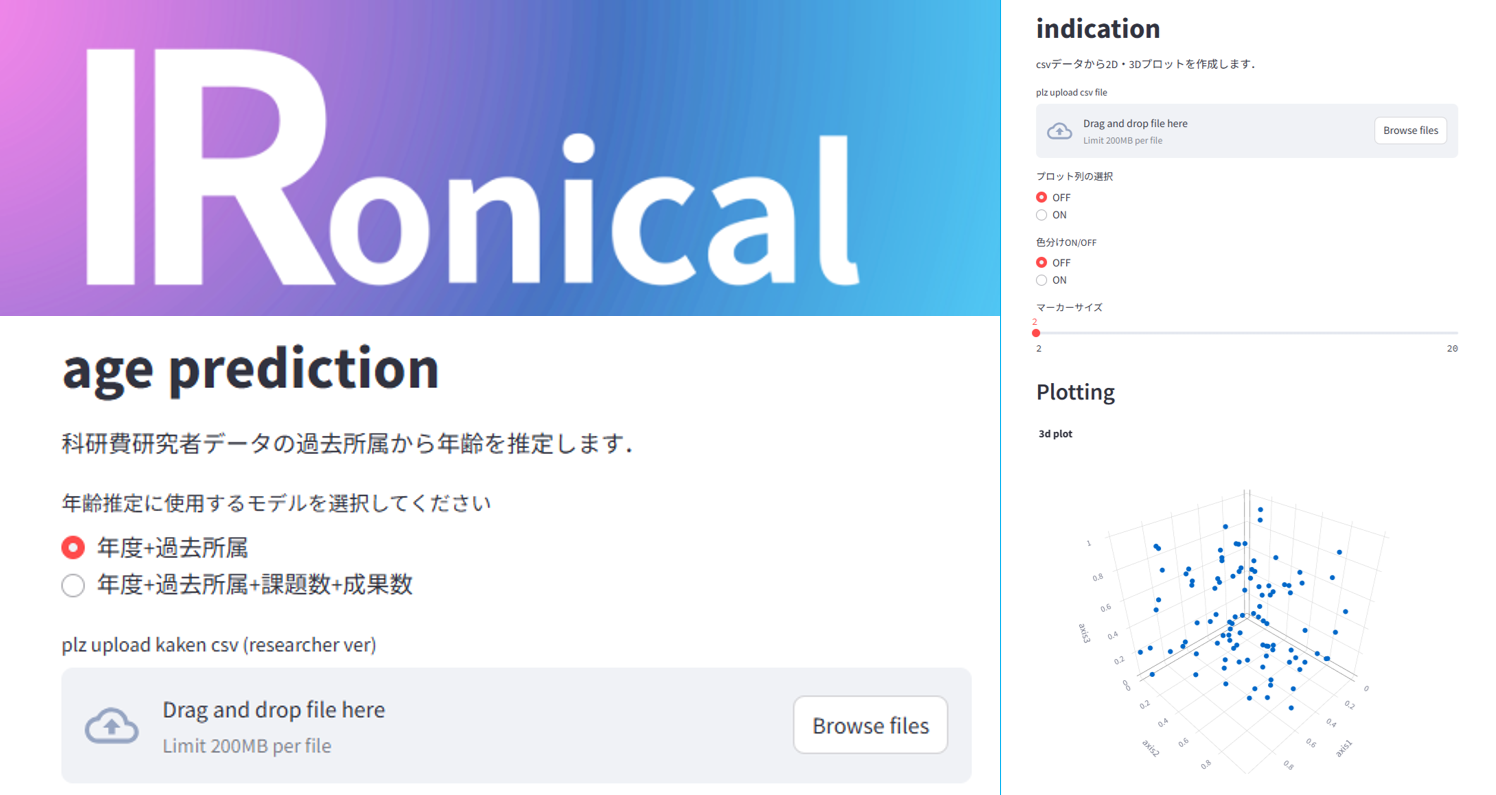 IRonical
age prediction
科研費研究者データの過去所属から年齢を推定します．
年齢推定に使用するモデルを選択してください
年度+過去所属
年度+過去所属+課題数+成果数
plz upload kaken csv (researcher ver)
Drag and drop file here
Limit 200MB per file
Browse files
indication
csvデータから2D・3Dプロットを作成します．
plz upload csv file
Drag and drop file here
Limit 200MB per file
Browse files
プロット列の選択
OFF
ON
色分けON/OFF
OFF
ON
マーカーサイズ
2
2
20
Plotting
3d plot
1
0.8
0.6
0.4
0.2
0
axis3
0
0.2
0.4
0.6
0.8
axis2
0
0.2
0.4
0.6
0.8
axis1